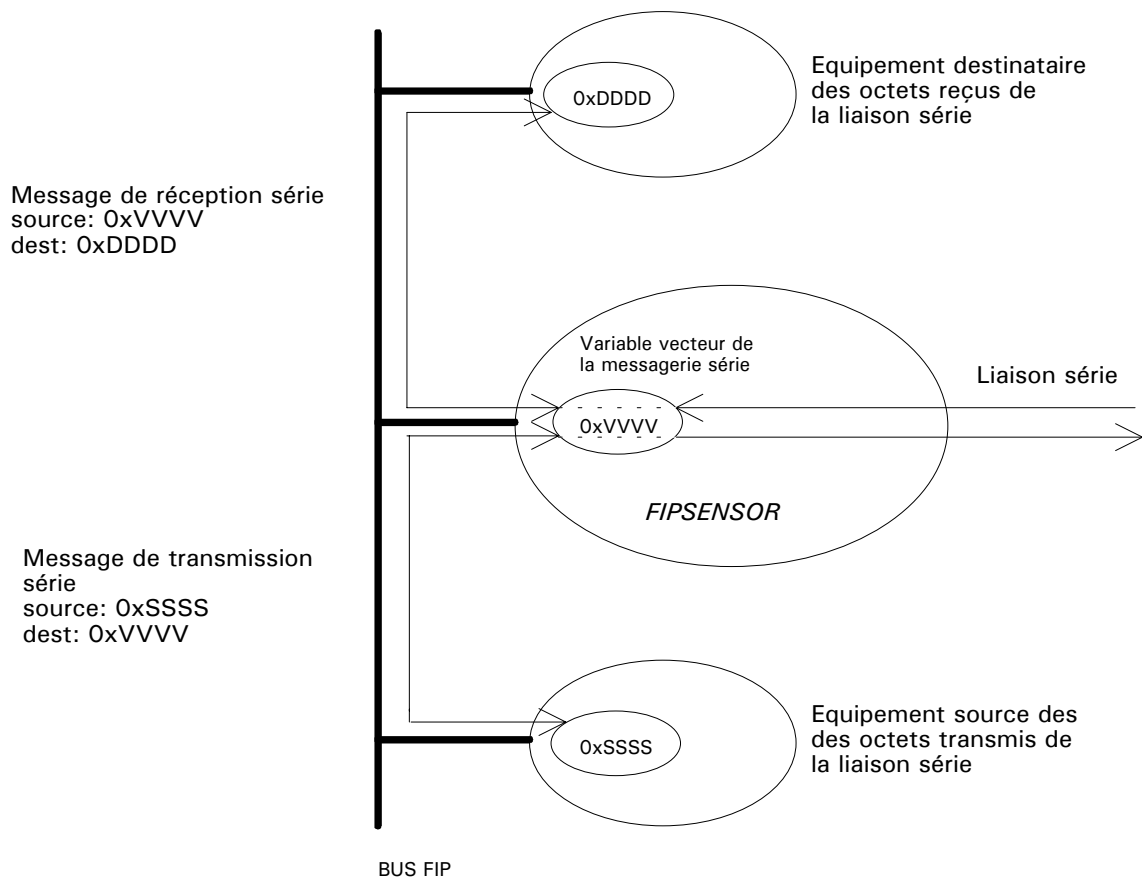 Equipement destinataire
des octets reçus de
la liaison série
0xDDDD
Message de réception série
source: 0xVVVV
dest: 0xDDDD
Variable vecteur de
la messagerie série
Liaison série
0xVVVV
FIPSENSOR
Message de transmission
série
source: 0xSSSS
dest: 0xVVVV
Equipement source des
des octets transmis de
la liaison série
0xSSSS
BUS FIP